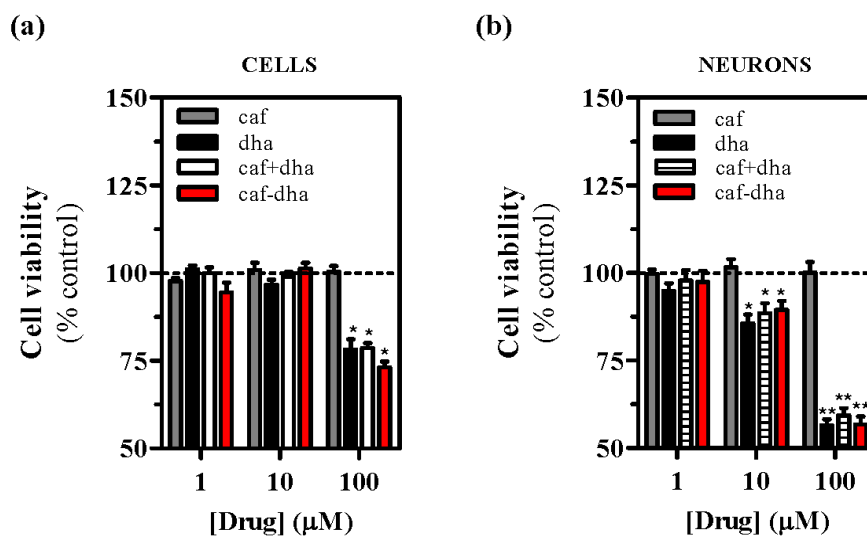 (a)
CELLS
150
125
100
75
50
Cell viability
(% control)
caf
dha
caf+dha
caf-dha
*
*
*
1
10
100
[Drug] (μM)
(b)
NEURONS
150
125
100
75
50
Cell viability
(% control)
caf
dha
caf+dha
caf-dha
*
*
*
**
**
**
1
10
100
[Drug] (μM)